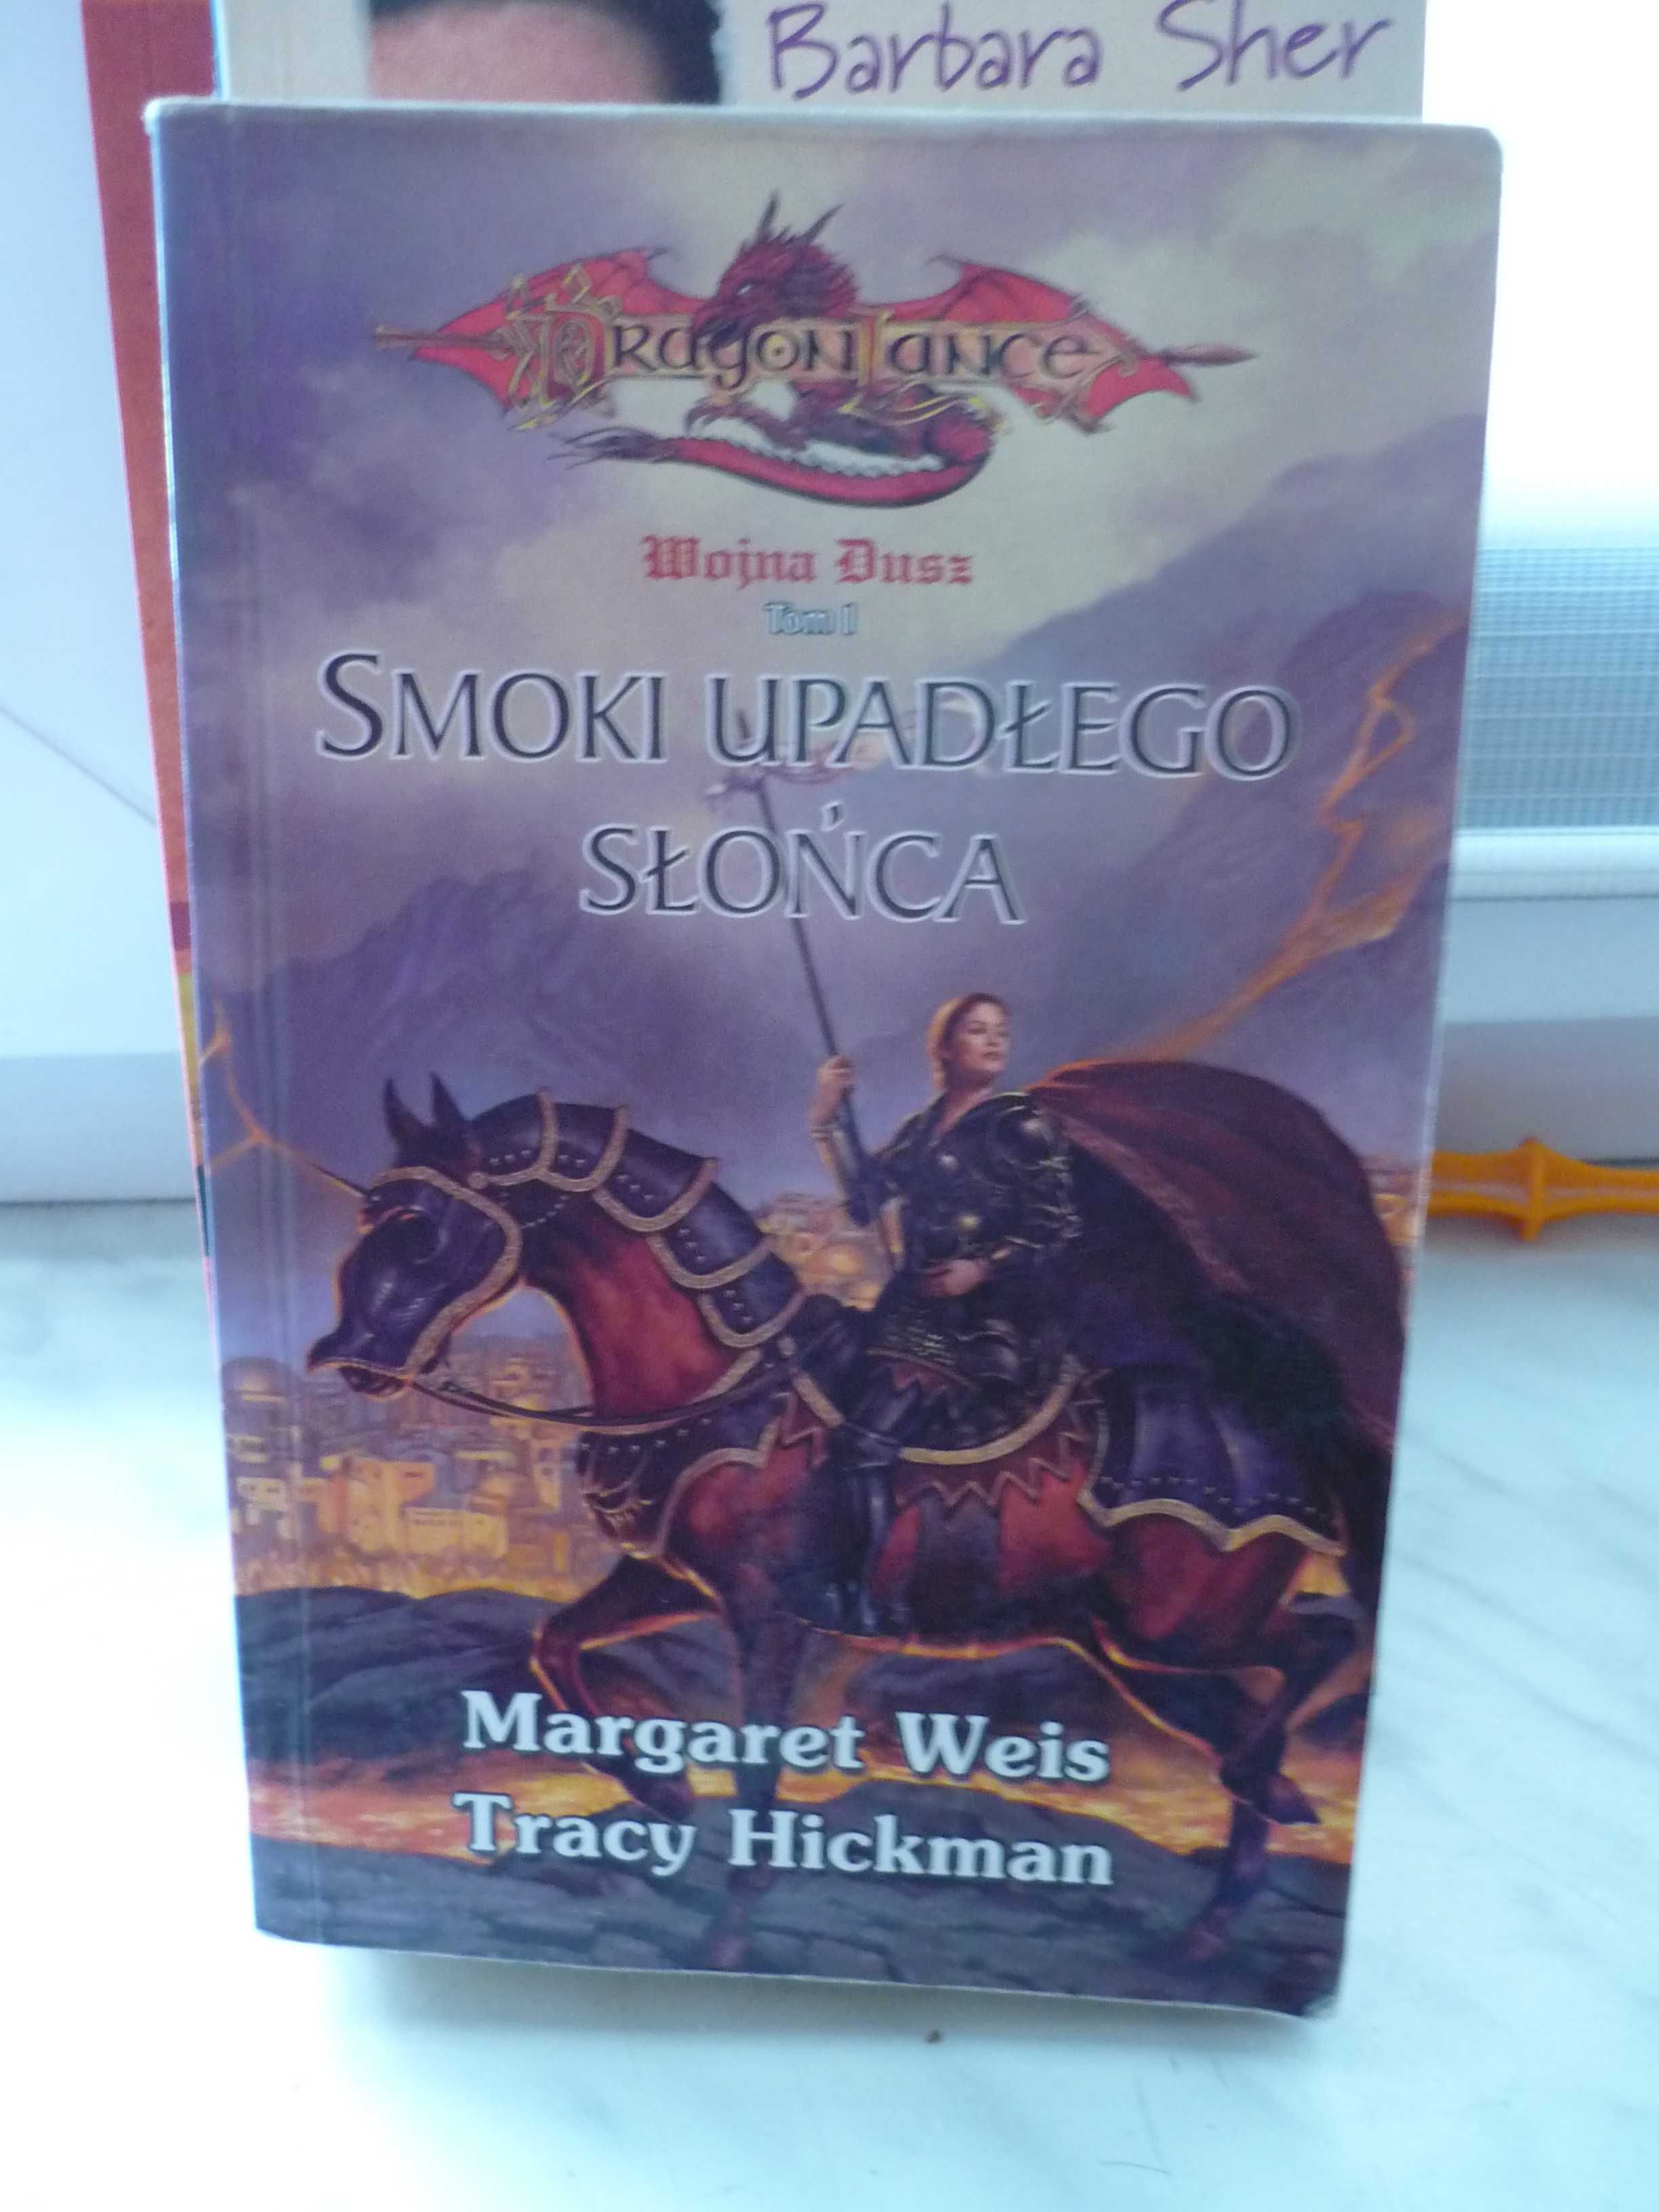 Barbara Sher
DragonLance
Wojna Dusz
Tom I
SMOKI UPADŁEGO
SŁOŃCA
Margaret Weis
Tracy Hickman